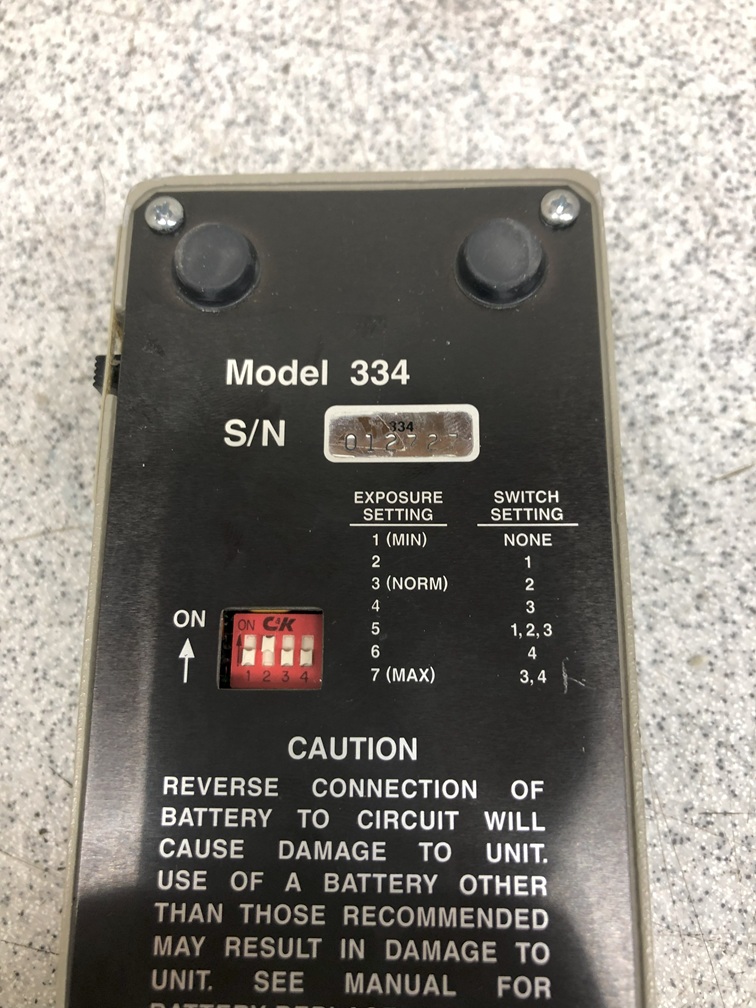 Model 334
S/N 334
EXPOSURE SETTING SWITCH SETTING
1 (MIN) NONE
2 1
3 (NORM) 2
4 3
5 1, 2, 3
6 4
7 (MAX) 3, 4
ON
ON C&K
1 2 3 4
CAUTION
REVERSE CONNECTION OF
BATTERY TO CIRCUIT WILL
CAUSE DAMAGE TO UNIT.
USE OF A BATTERY OTHER
THAN THOSE RECOMMENDED
MAY RESULT IN DAMAGE TO
UNIT. SEE MANUAL FOR